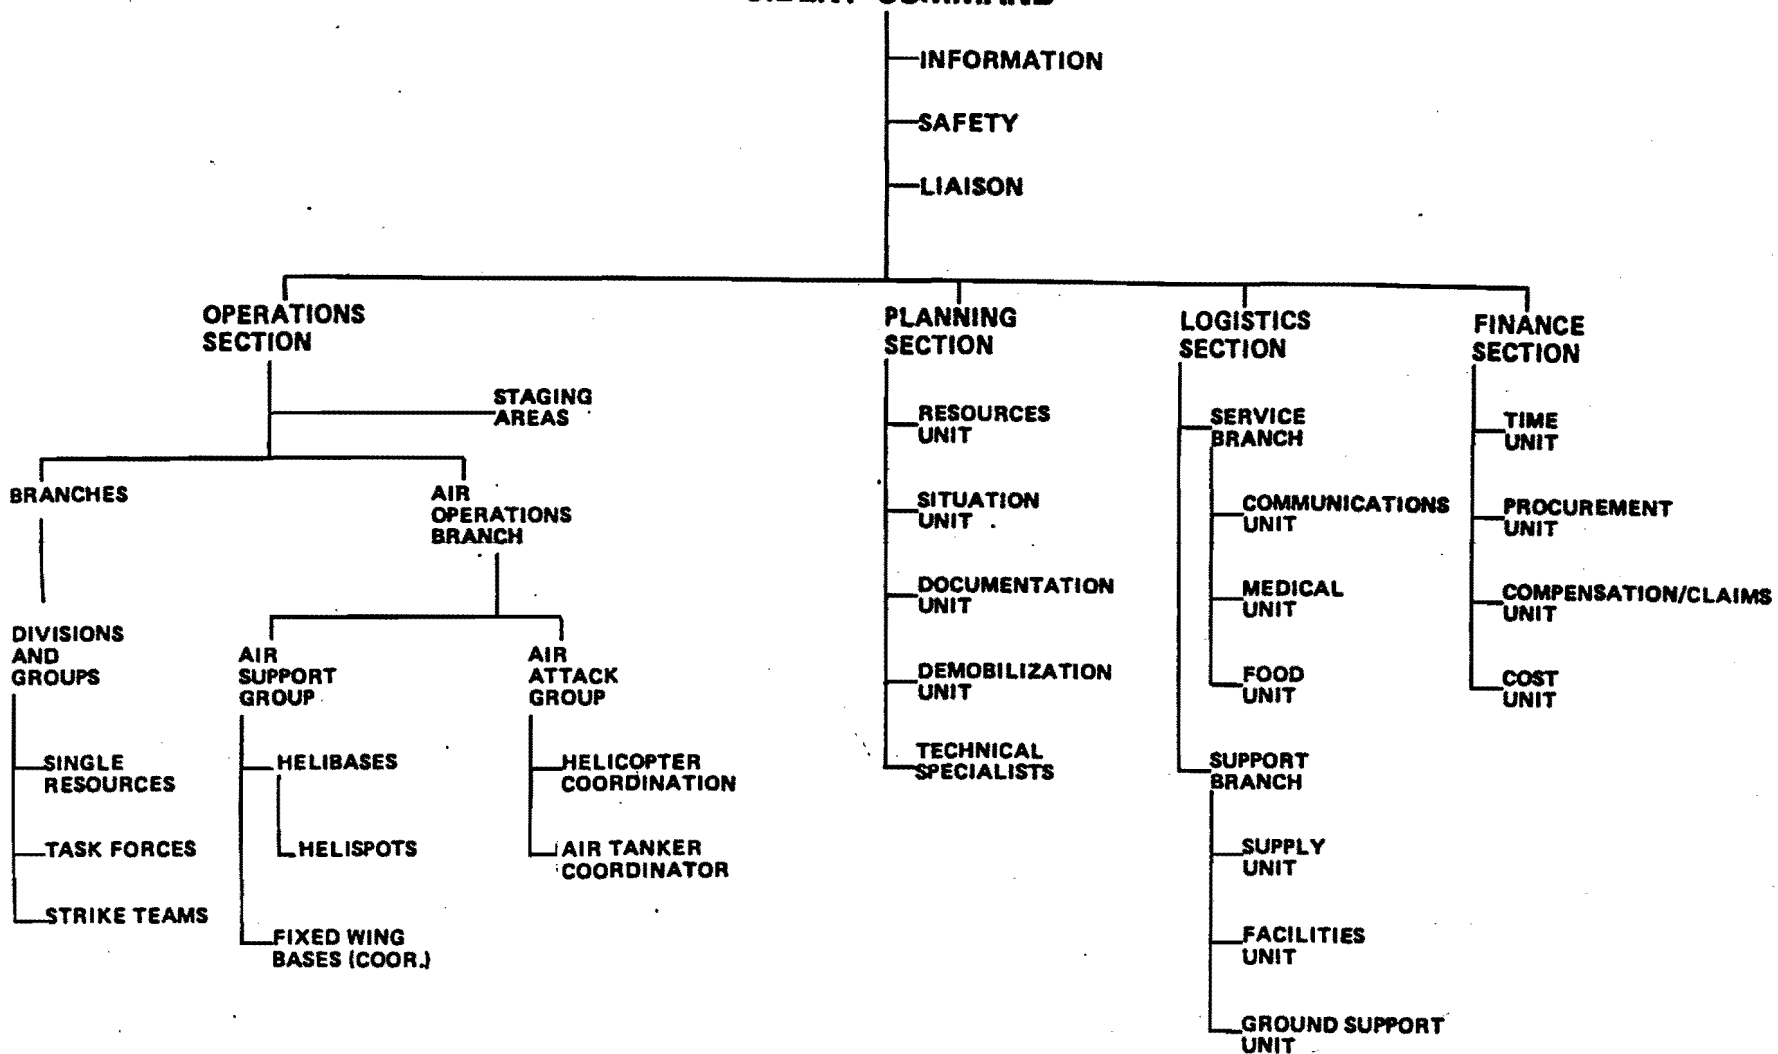 COMMAND
INFORMATION
SAFETY
LIAISON
OPERATIONS
SECTION
STAGING
AREAS
BRANCHES
AIR
OPERATIONS
BRANCH
DIVISIONS
AND
GROUPS
SINGLE
RESOURCES
TASK FORCES
STRIKE TEAMS
AIR
SUPPORT
GROUP
HELIBASES
HELISPOTS
FIXED WING
BASES (COOR.)
AIR
ATTACK
GROUP
HELICOPTER
COORDINATION
AIR TANKER
COORDINATOR
PLANNING
SECTION
RESOURCES
UNIT
SITUATION
UNIT
DOCUMENTATION
UNIT
DEMOBILIZATION
UNIT
TECHNICAL
SPECIALISTS
LOGISTICS
SECTION
SERVICE
BRANCH
COMMUNICATIONS
UNIT
MEDICAL
UNIT
FOOD
UNIT
SUPPORT
BRANCH
SUPPLY
UNIT
FACILITIES
UNIT
GROUND SUPPORT
UNIT
FINANCE
SECTION
TIME
UNIT
PROCUREMENT
UNIT
COMPENSATION/CLAIMS
UNIT
COST
UNIT